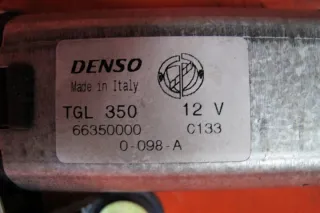 DENSO
Made in Italy
TGL 350 12 V
66350000 C133
0-098-A